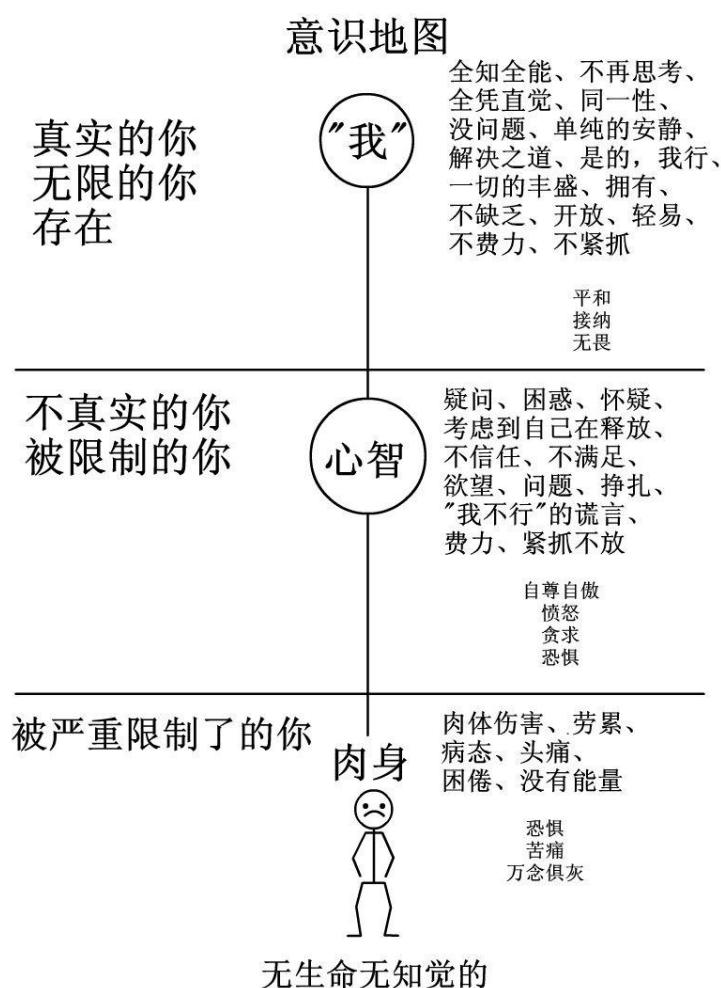 意识地图
真实的你
无限的你
存在
"我"
全知全能、不再思考、
全凭直觉、同一性、
没问题、单纯的安静、
解决之道、是的，我行、
一切的丰盛、拥有、
不缺乏、开放、轻易、
不费力、不紧抓
平和
接纳
无畏
不真实的你
被限制的你
心智
疑问、困惑、怀疑、
考虑到自己在释放、
不信任、不满足、
欲望、问题、挣扎、
"我不行"的谎言、
费力、紧抓不放
自尊自傲
愤怒
贪求
恐惧
被严重限制了的你
肉身
肉体伤害、劳累、
病态、头痛、
困倦、没有能量
恐惧
苦痛
万念俱灰
无生命无知觉的